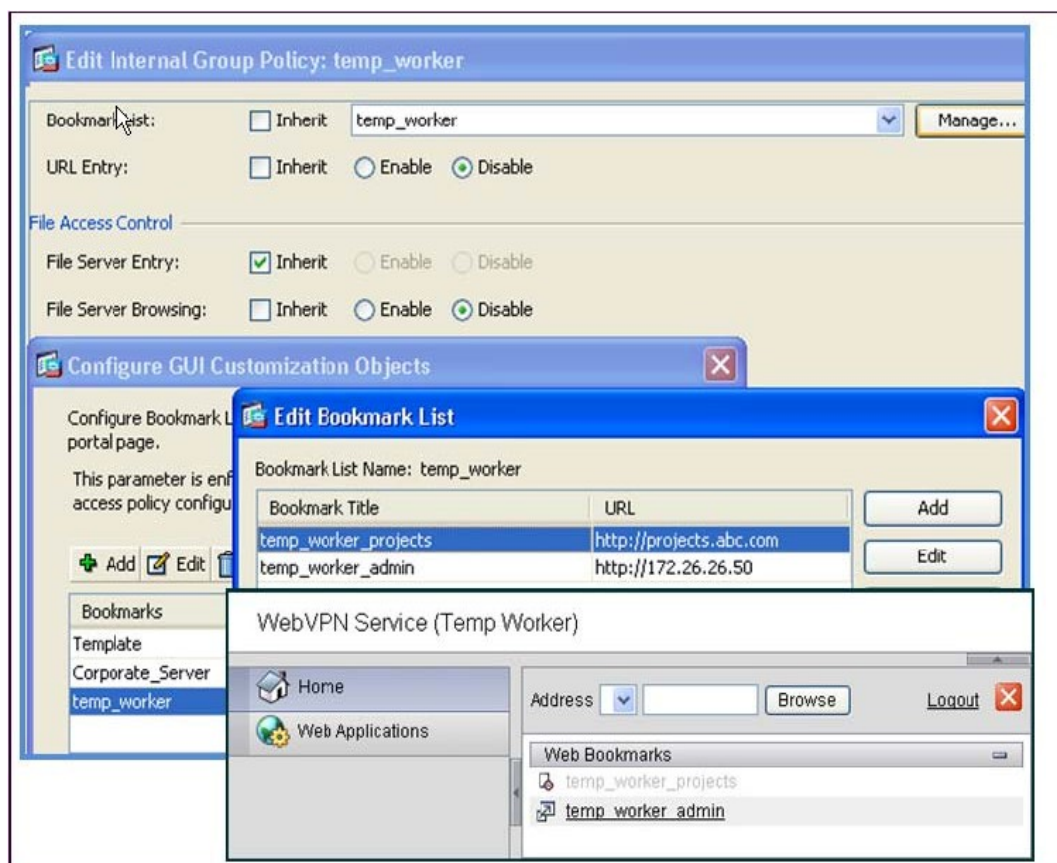 Edit Internal Group Policy: temp_worker
Bookmark List: Inherit temp_worker Manage...
URL Entry: Inherit Enable Disable
File Access Control
File Server Entry: Inherit Enable Disable
File Server Browsing: Inherit Enable Disable
Configure GUI Customization Objects
Configure Bookmark L
portal page.
This parameter is enf
access policy configu
Add Edit
Bookmarks
Template
Corporate_Server
temp_worker
Edit Bookmark List
Bookmark List Name: temp_worker
Bookmark Title URL Add
temp_worker_projects http://projects.abc.com Edit
temp_worker_admin http://172.26.26.50
WebVPN Service (Temp Worker)
Home
Web Applications
Address Browse Logout
Web Bookmarks
temp_worker_projects
temp_worker_admin